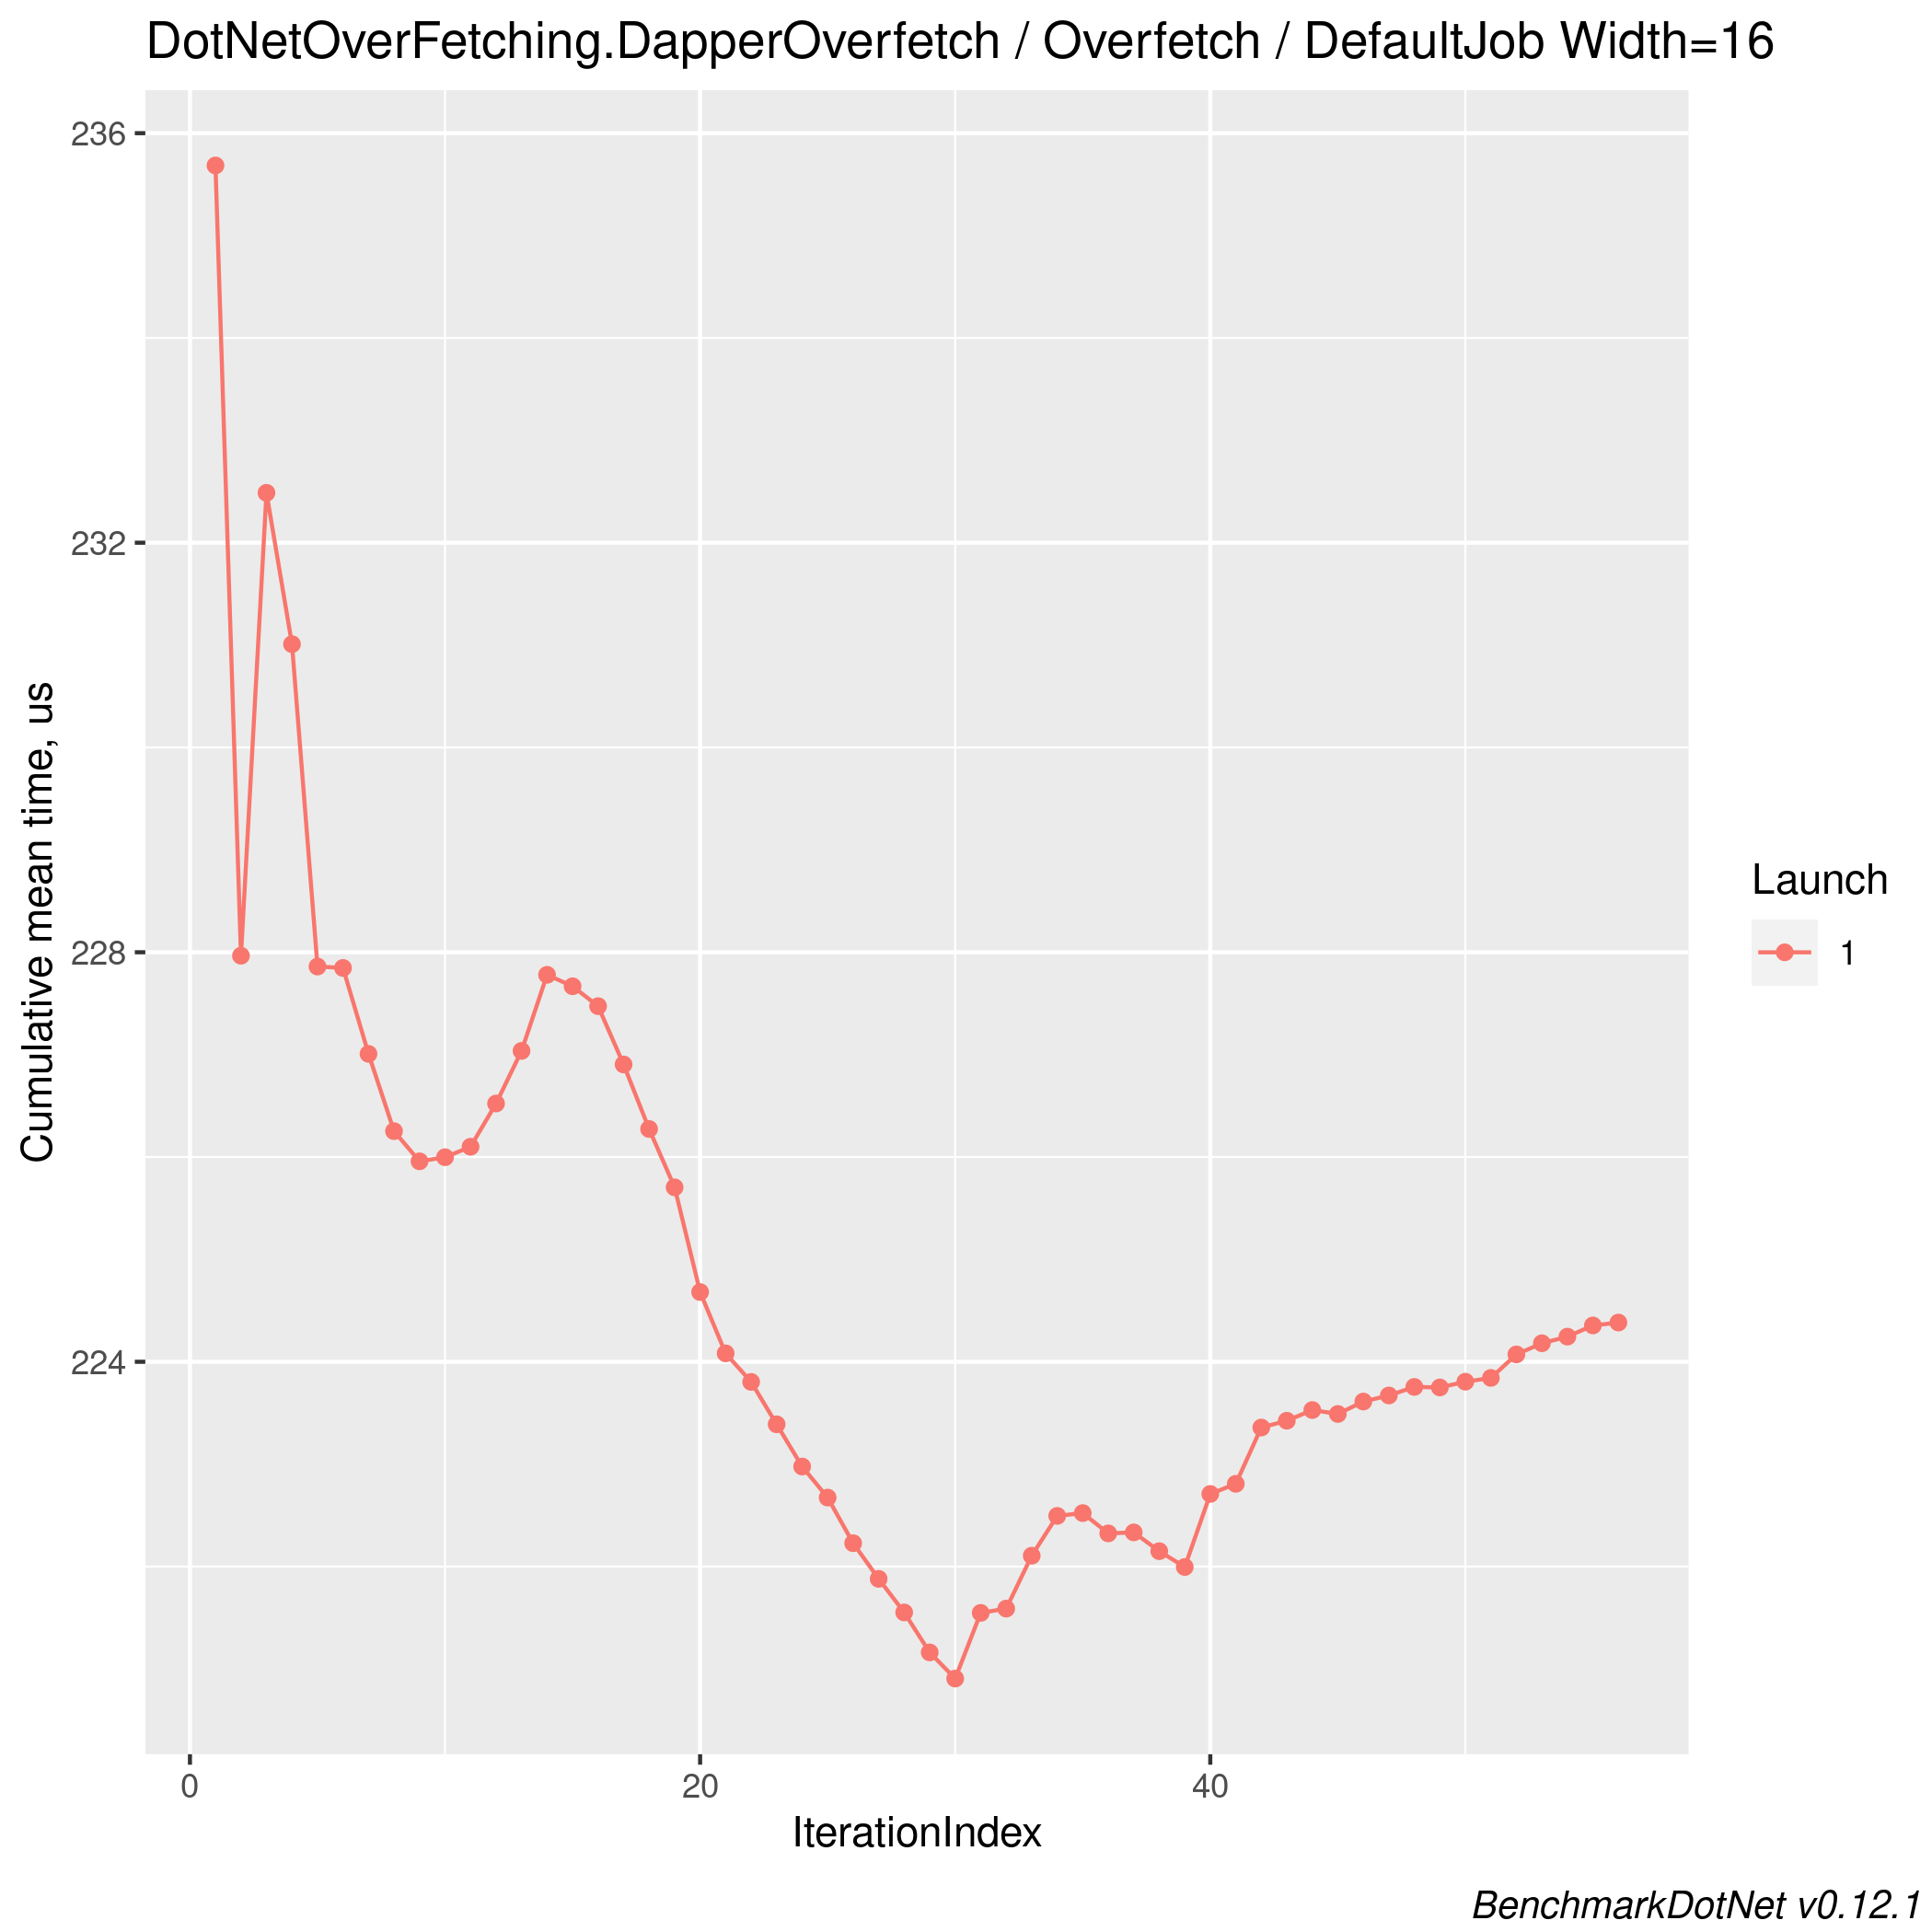 DotNetOverFetching.DapperOverfetch / Overfetch / DefaultJob Width=16
236
232
228
224
Cumulative mean time, us
0
20
40
IterationIndex
Launch
1
BenchmarkDotNet v0.12.1